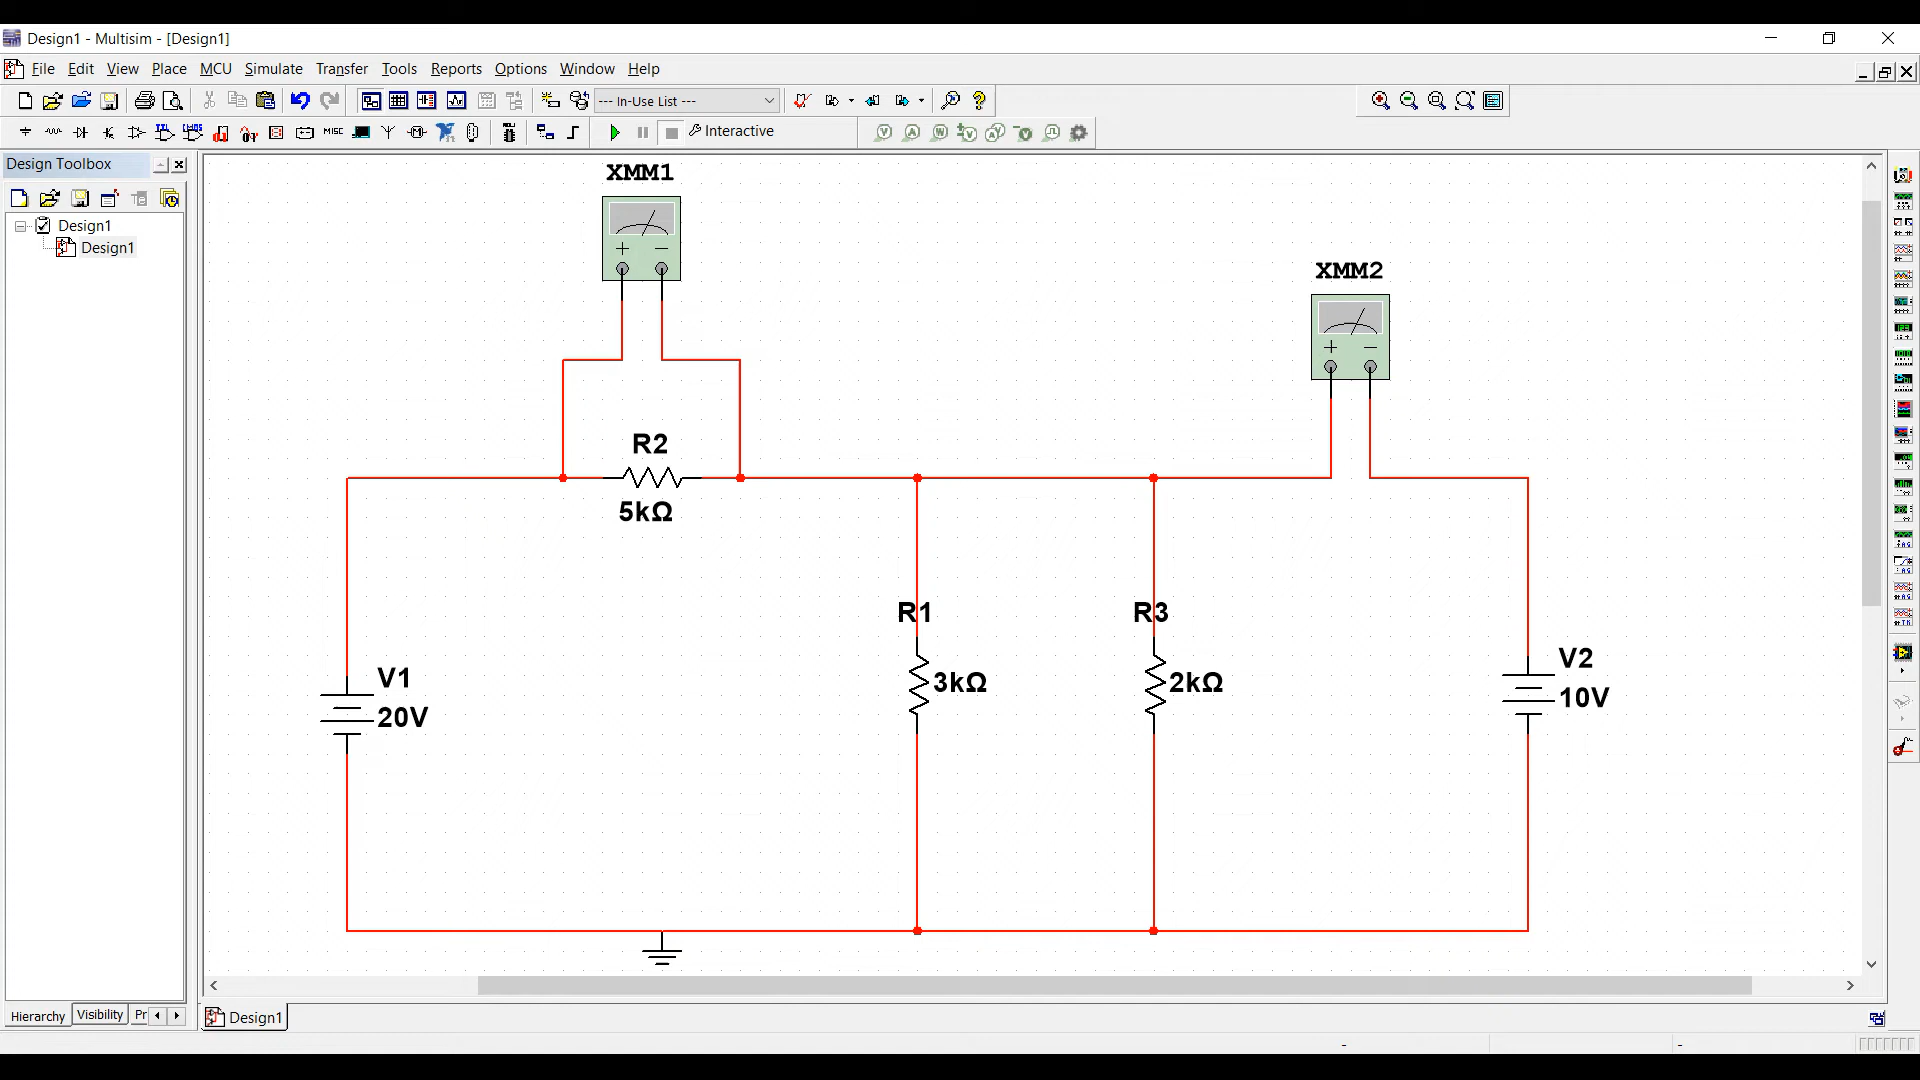 Design1 - Multisim - [Design1]
File Edit View Place MCU Simulate Transfer Tools Reports Options Window Help
--- In-Use List ---
MISC
Interactive
Design Toolbox
Design1
Design1
XMM1
+ −
XMM2
+ −
R2
5kΩ
R1
3kΩ
R3
2kΩ
V1
20V
V2
10V
Hierarchy Visibility Pr
Design1
- -